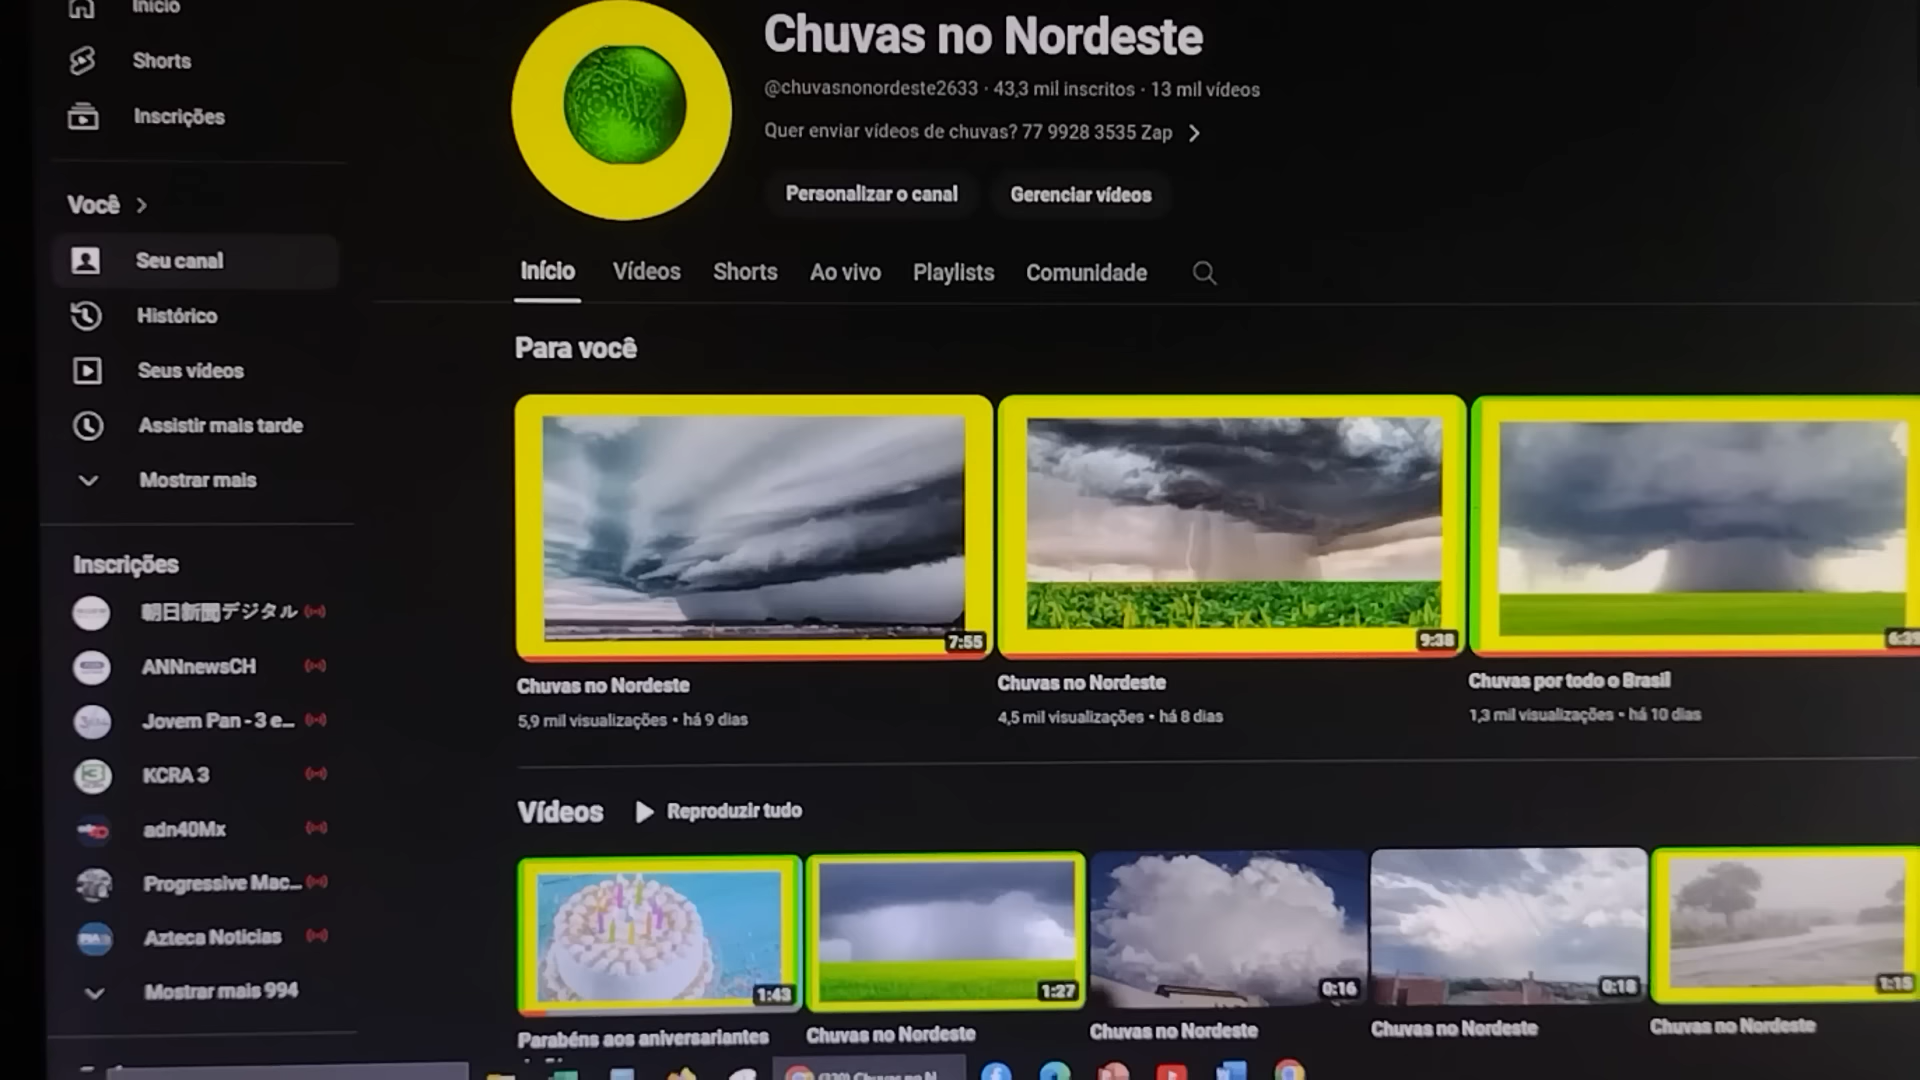 Início
Shorts
Inscrições
Você
Seu canal
Histórico
Seus vídeos
Assistir mais tarde
Mostrar mais
Inscrições
朝日新聞デジタル
ANNnewsCH
Jovem Pan - 3 e...
KCRA 3
adn40Mx
Progressive Mac...
Azteca Noticias
Mostrar mais 994
Chuvas no Nordeste
@chuvasnonordeste2633 · 43,3 mil inscritos · 13 mil vídeos
Quer enviar vídeos de chuvas? 77 9928 3535 Zap
Personalizar o canal Gerenciar vídeos
Início Vídeos Shorts Ao vivo Playlists Comunidade
Para você
7:55 9:38 6:39
Chuvas no Nordeste
5,9 mil visualizações • há 9 dias
Chuvas no Nordeste
4,5 mil visualizações • há 8 dias
Chuvas por todo o Brasil
1,3 mil visualizações • há 10 dias
Vídeos Reproduzir tudo
1:43 1:27 0:16 0:18 1:15
Parabéns aos aniversariantes
Chuvas no Nordeste
Chuvas no Nordeste
Chuvas no Nordeste
Chuvas no Nordeste